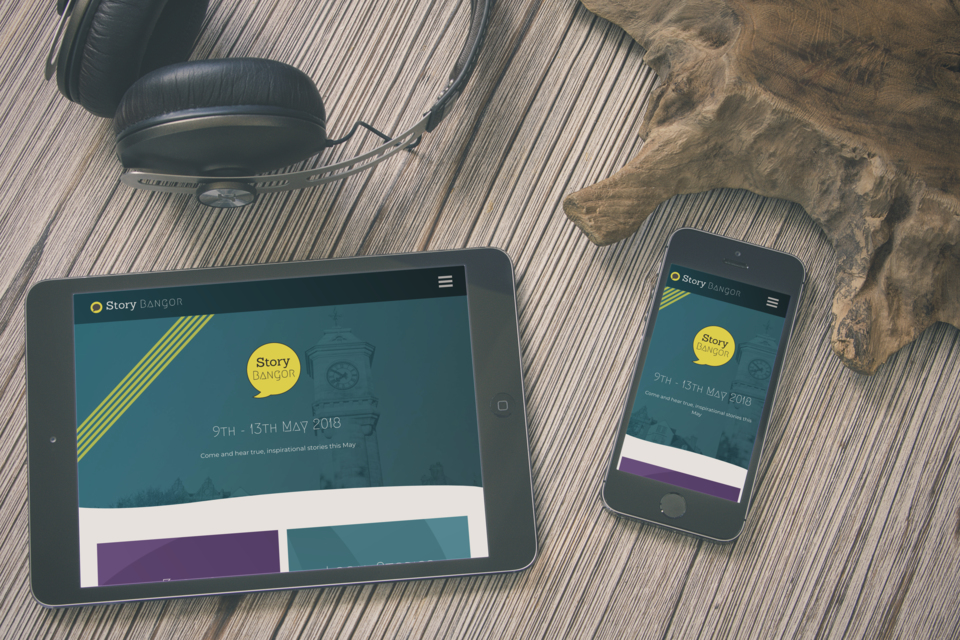 Story BANGOR
Story
BANGOR
9TH - 13TH MAY 2018
Come and hear true, inspirational stories this May
Story BANGOR
Story
BANGOR
9TH - 13TH MAY 2018
Come and hear true, inspirational stories this
May